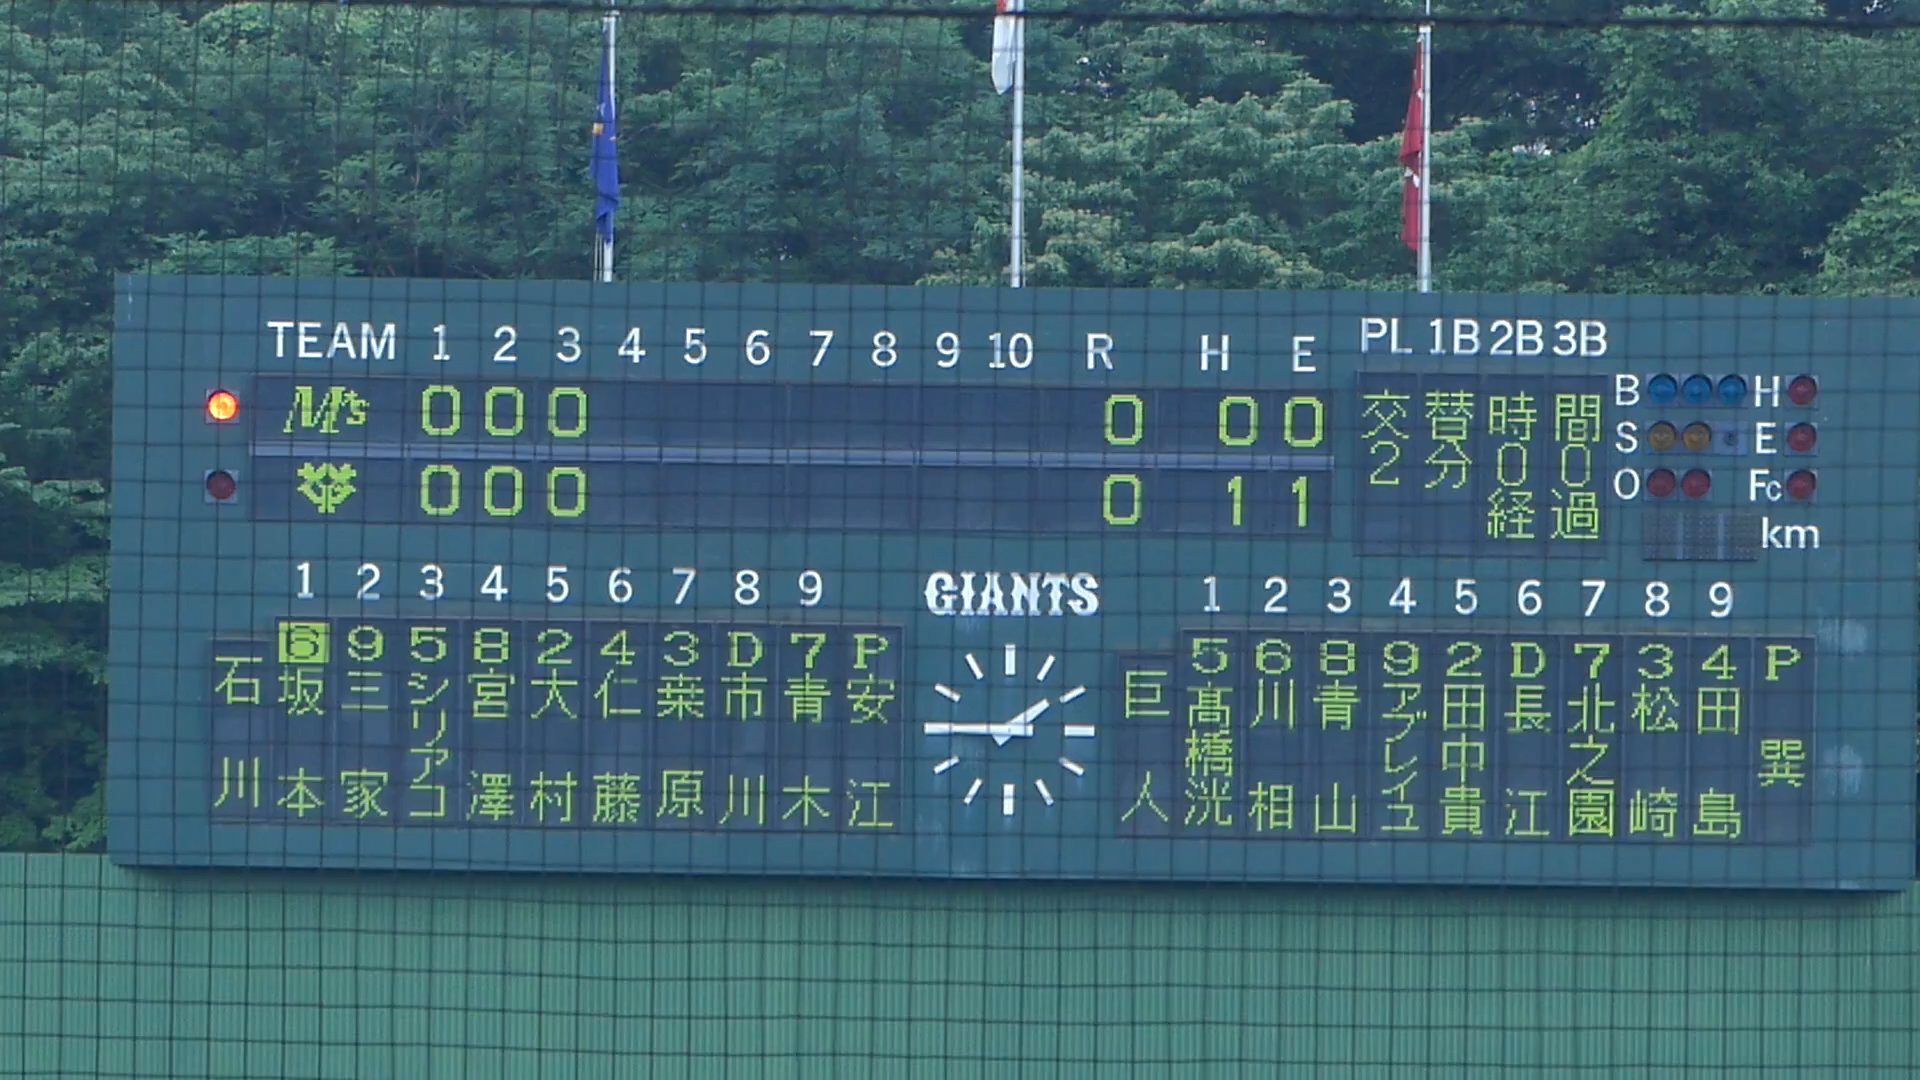 TEAM 1 2 3 4 5 6 7 8 9 10 R H E
M's 0 0 0 0 0 0
0 0 0 0 1 1
PL 1B 2B 3B
交替時間
2分00
経過
B H
S E
O Fc
km
GIANTS
1 2 3 4 5 6 7 8 9
6 9 5 8 2 4 3 D 7 P
石川
坂本
三家
シリアコ
宮澤
大村
仁藤
桒原
市川
青木
安江
1 2 3 4 5 6 7 8 9
5 6 8 9 2 D 7 3 4 P
巨人
髙橋洸
川相
青山
アブレイユ
田中貴
長江
北之園
松崎
田島
巽